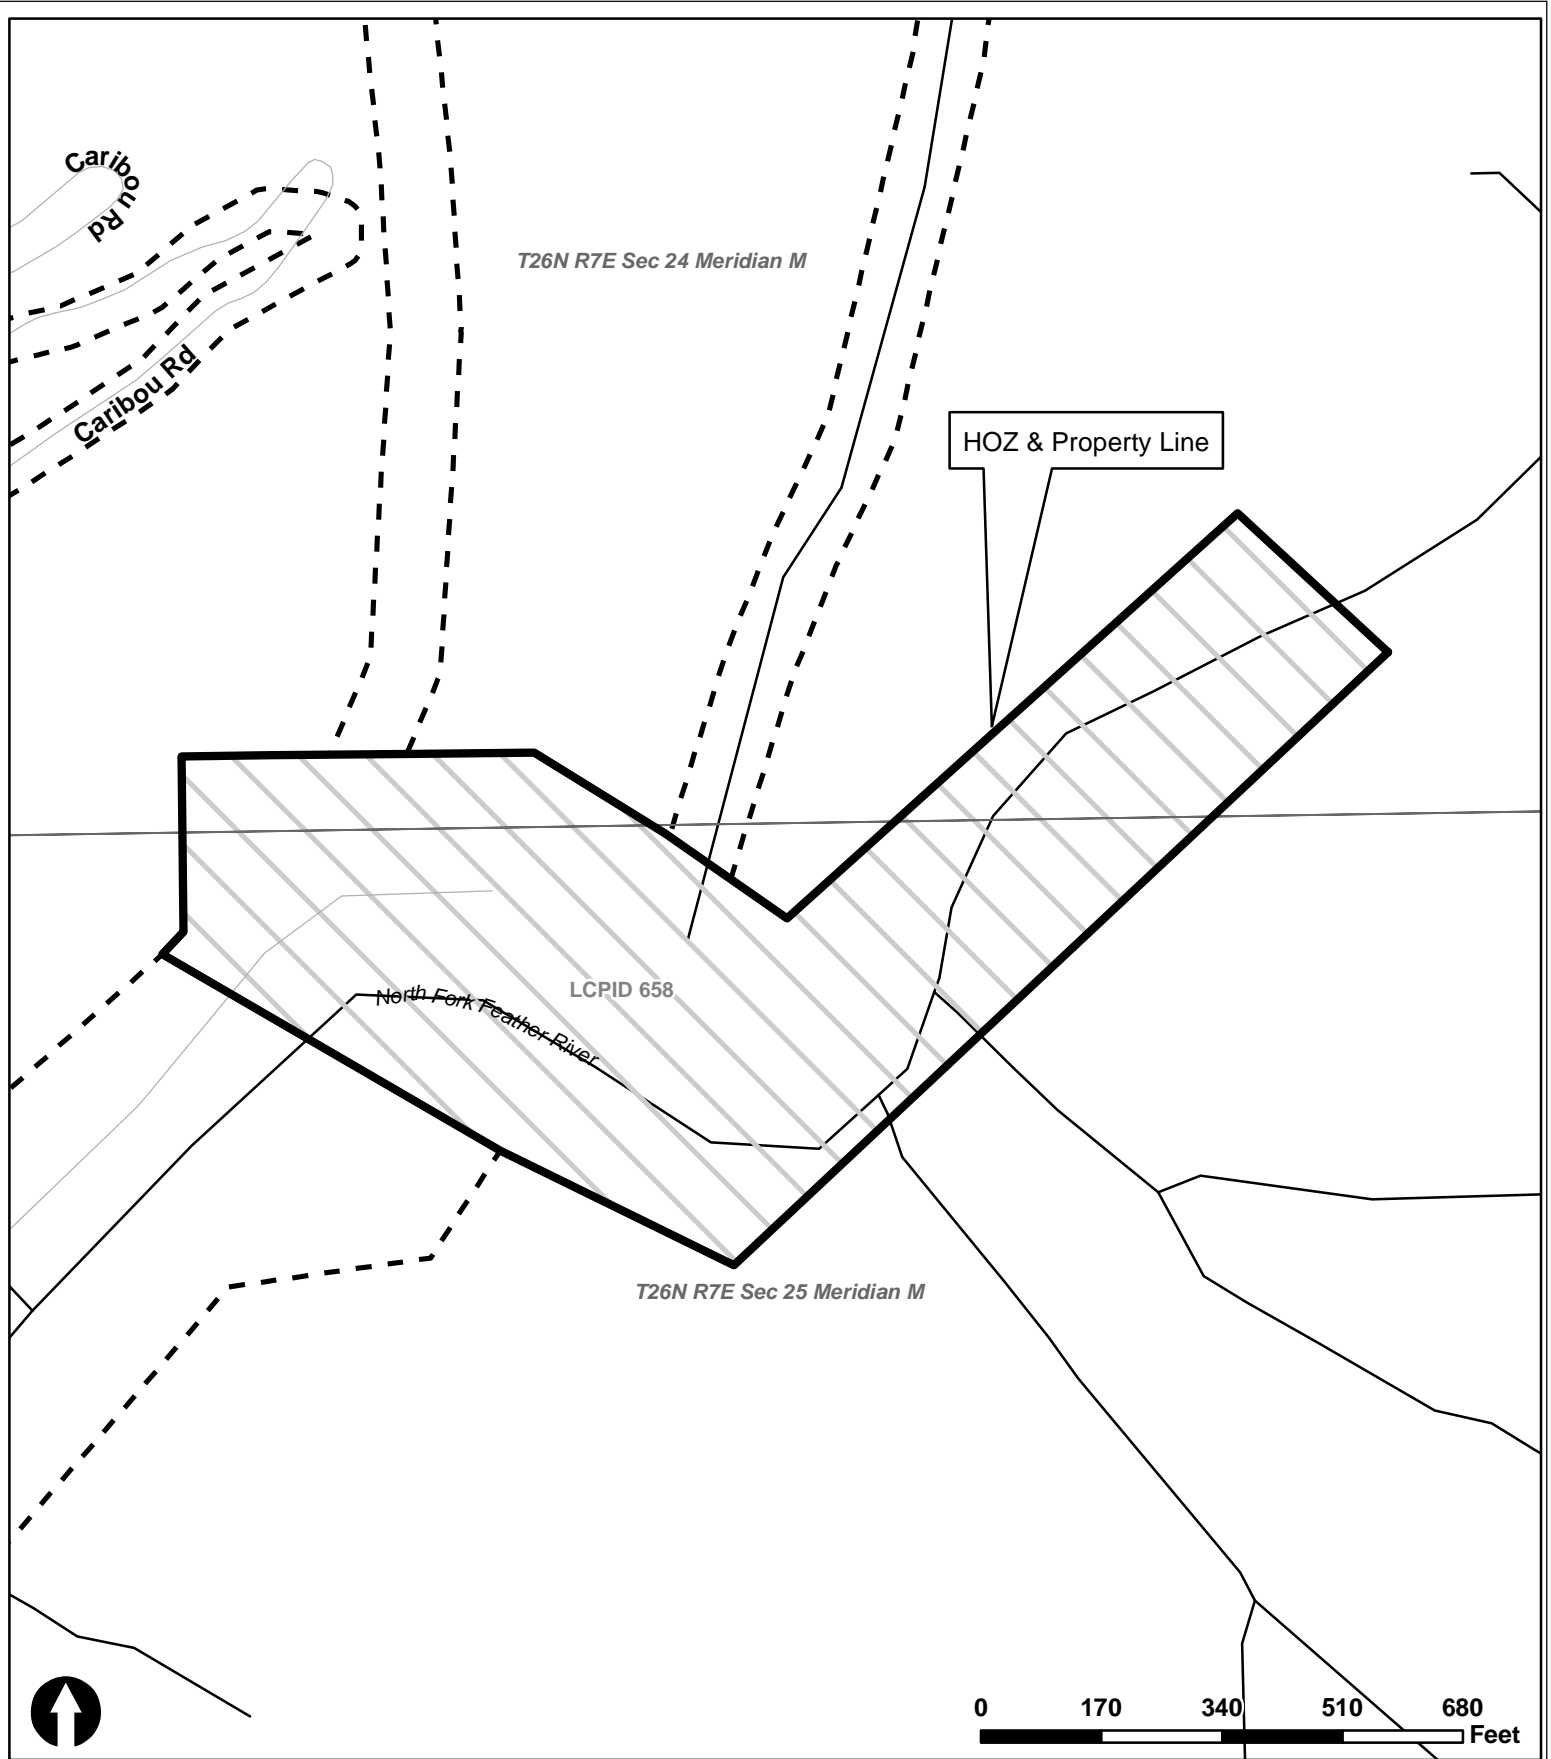 Caribou Rd
T26N R7E Sec 24 Meridian M
Caribou Rd
HOZ & Property Line
LCPID 658
North Fork Feather River
T26N R7E Sec 25 Meridian M
0 170 340 510 680
Feet